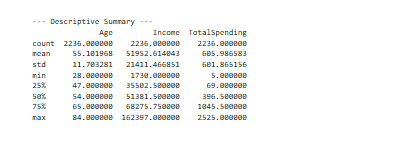 --- Descriptive Summary ---
Age Income TotalSpending
count 2236.000000 2236.000000 2236.000000
mean 55.101968 51952.614043 605.986583
std 11.703281 21411.466851 601.865156
min 28.000000 1730.000000 5.000000
25% 47.000000 35502.500000 69.000000
50% 54.000000 51381.500000 396.500000
75% 65.000000 68275.750000 1045.500000
max 84.000000 162397.000000 2525.000000